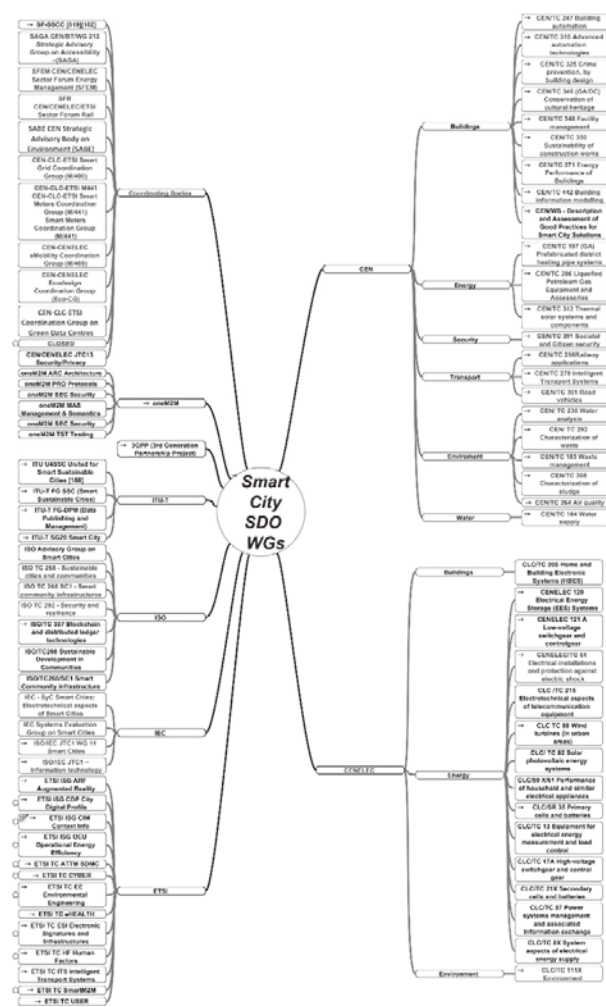 → SF-SSCC [018][102]
SAGA CEN/BT/WG 213
Strategic Advisory
Group on Accessibility
-(SAGA)
SFEM CEN/CENELEC
Sector Forum Energy
Management (SFEM)
SFR
CEN/CENELEC/ETSI
Sector Forum Rail
SABE CEN Strategic
Advisory Body on
Environment [SABE]
CEN-CLC-ETSI Smart
Grid Coordination
Group (M/490)
CEN-CLC-ETSI M441
CEN-CLC-ETSI Smart
Meters Coordination
Group (M/441)
Smart Meters
Coordination Group
(M/441)
CEN-CENELEC
eMobility Coordination
Group (M/468)
CEN-CENELEC
Ecodesign
Coordination Group
(Eco-CG)
CEN-CLC-ETSI
Coordination Group on
Green Data Centres
CLOSED
CEN/CENELEC JTC13
Security/Privacy
Coordinating Bodies
oneM2M ARC Architecture
oneM2M PRO Protocols
oneM2M SEC Security
oneM2M MAS
Management & Semantics
oneM2M SEC Security
oneM2M TST Testing
→ oneM2M
→ 3GPP (3rd Generation
Partnership Project)
ITU U4SSC United for
Smart Sustainable
Cities [188]
→ ITU-T FG SSC (Smart
Sustainable Cities)
→ ITU-T FG-DPM (Data
Publishing and
Management)
→ ITU-T SG20 Smart City
ITU-T
ISO Advisory Group on
Smart Cities
ISO TC 268 - Sustainable
cities and communities
ISO TC 268 SC1 - Smart
community infrastructures
ISO TC 292 - Security and
resilience
→ ISO/TC 307 Blockchain
and distributed ledger
technologies
ISO/TC268 Sustainable
Development in
Communities
ISO/TC268/SC1 Smart
Community Infrastructure
ISO
IEC - SyC Smart Cities:
Electrotechnical aspects
of Smart Cities
IEC Systems Evaluation
Group on Smart Cities
→ ISO/IEC JTC1 WG 11
Smart Cities
→ ISO/IEC JTC1 –
Information technology
IEC
ETSI ISG ARF
Augmented Reality
→ ETSI ISG CDP City
Digital Profile
→ ETSI ISG CIM
Context Info
→ ETSI ISG OEU
Operational Energy
Efficiency
→ ETSI TC ATTM SDMC
→ ETSI TC CYBER
→ ETSI TC EE
Environmental
Engineering
→ ETSI TC eHEALTH
→ ETSI TC ESI Electronic
Signatures and
Infrastructures
→ ETSI TC HF Human
Factors
→ ETSI TC ITS Intelligent
Transport Systems
→ ETSI TC SmartM2M
→ ETSI TC USER
ETSI
Smart
City
SDO
WGs
CEN
Buildings
→ CEN/TC 247 Building
automation
→ CEN/TC 310 Advanced
automation
technologies
→ CEN/TC 325 Crime
prevention, by
building design
→ CEN/TC 346 (GA/DC)
Conservation of
cultural heritage
→ CEN/TC 348 Facility
management
→ CEN/TC 350
Sustainability of
construction works
→ CEN/TC 371 Energy
Performance of
Buildings
→ CEN/TC 442 Building
information modelling
CEN/WS - Description
and Assessment of
Good Practices for
Smart City Solutions
Energy
→ CEN/TC 107 (GA)
Prefabricated district
heating pipe systems
→ CEN/TC 286 Liquefied
Petroleum Gas
Equipment and
Accessories
→ CEN/TC 312 Thermal
solar systems and
components
Security
→ CEN/TC 391 Societal
and Citizen security
Transport
→ CEN/TC 256Railway
applications
→ CEN/TC 278 Intelligent
Transport Systems
→ CEN/TC 301 Road
vehicles
Enviroment
→ CEN/ TC 230 Water
analysis
→ CEN/ TC 292
Characterization of
waste
→ CEN/TC 183 Waste
management
→ CEN/TC 308
Characterization of
sludge
→ CEN/TC 264 Air quality
Water
→ CEN/TC 164 Water
supply
CENELEC
Buildings
CLC/TC 205 Home and
Building Electronic
Systems (HBES)
Energy
→ CENELEC 120
Electrical Energy
Storage (EES) Systems
→ CENELEC 121 A
Low-voltage
switchgear and
controlgear
→ CENELEC/TC 64
Electrical installations
and protection against
electric shock
CLC /TC 215
Electrotechnical aspects
of telecommunication
equipment
→ CLC TC 88 Wind
turbines (in urban
areas)
→ CLC/ TC 82 Solar
photovoltaic energy
systems
CLC/59 X/61 Performance
of household and similar
electrical appliances
→ CLC/SR 35 Primary
cells and batteries
CLC/TC 13 Equipment for
electrical energy
measurement and load
control
CLC/TC 17A High-voltage
switchgear and control
gear
CLC/TC 21X Secondary
cells and batteries
→ CLC/TC 57 Power
systems management
and associated
information exchange
→ CLC/TC 8X System
aspects of electrical
energy supply
Environment
→ CLC/TC 111X
Environment